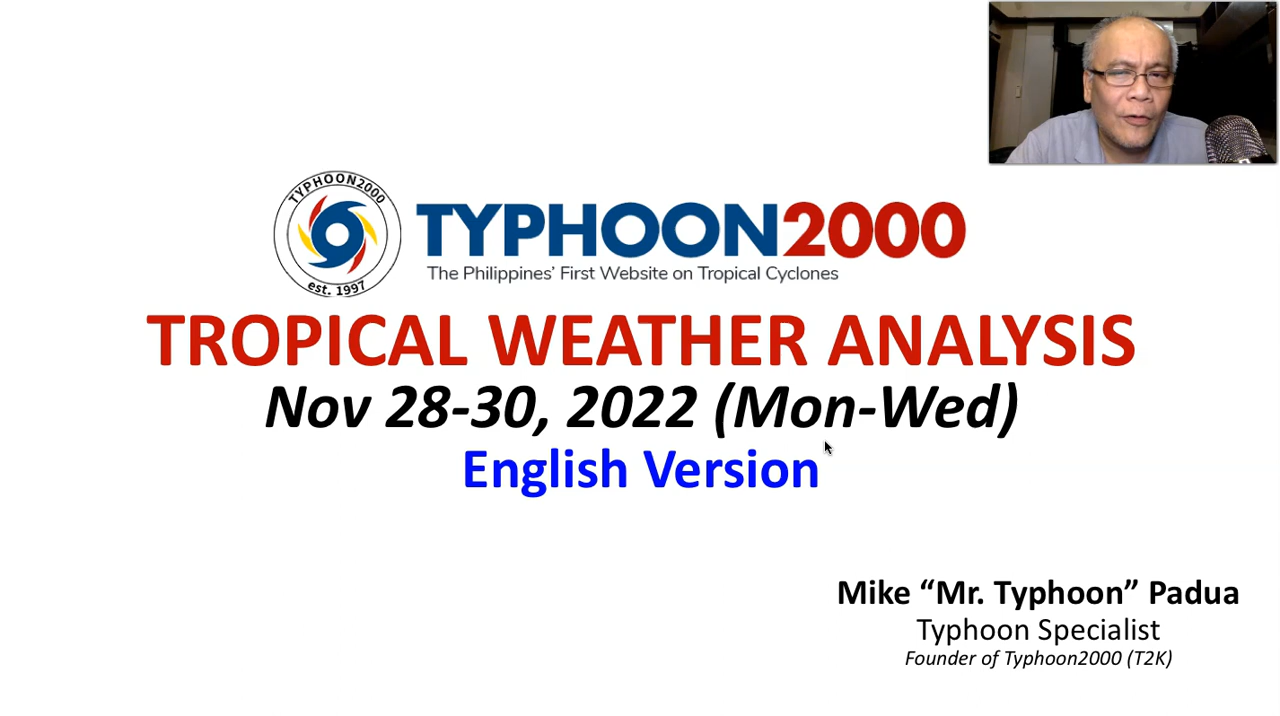 TYPHOON2000
est. 1997
TYPHOON2000
The Philippines' First Website on Tropical Cyclones
TROPICAL WEATHER ANALYSIS
Nov 28-30, 2022 (Mon-Wed)
English Version
Mike “Mr. Typhoon” Padua
Typhoon Specialist
Founder of Typhoon2000 (T2K)